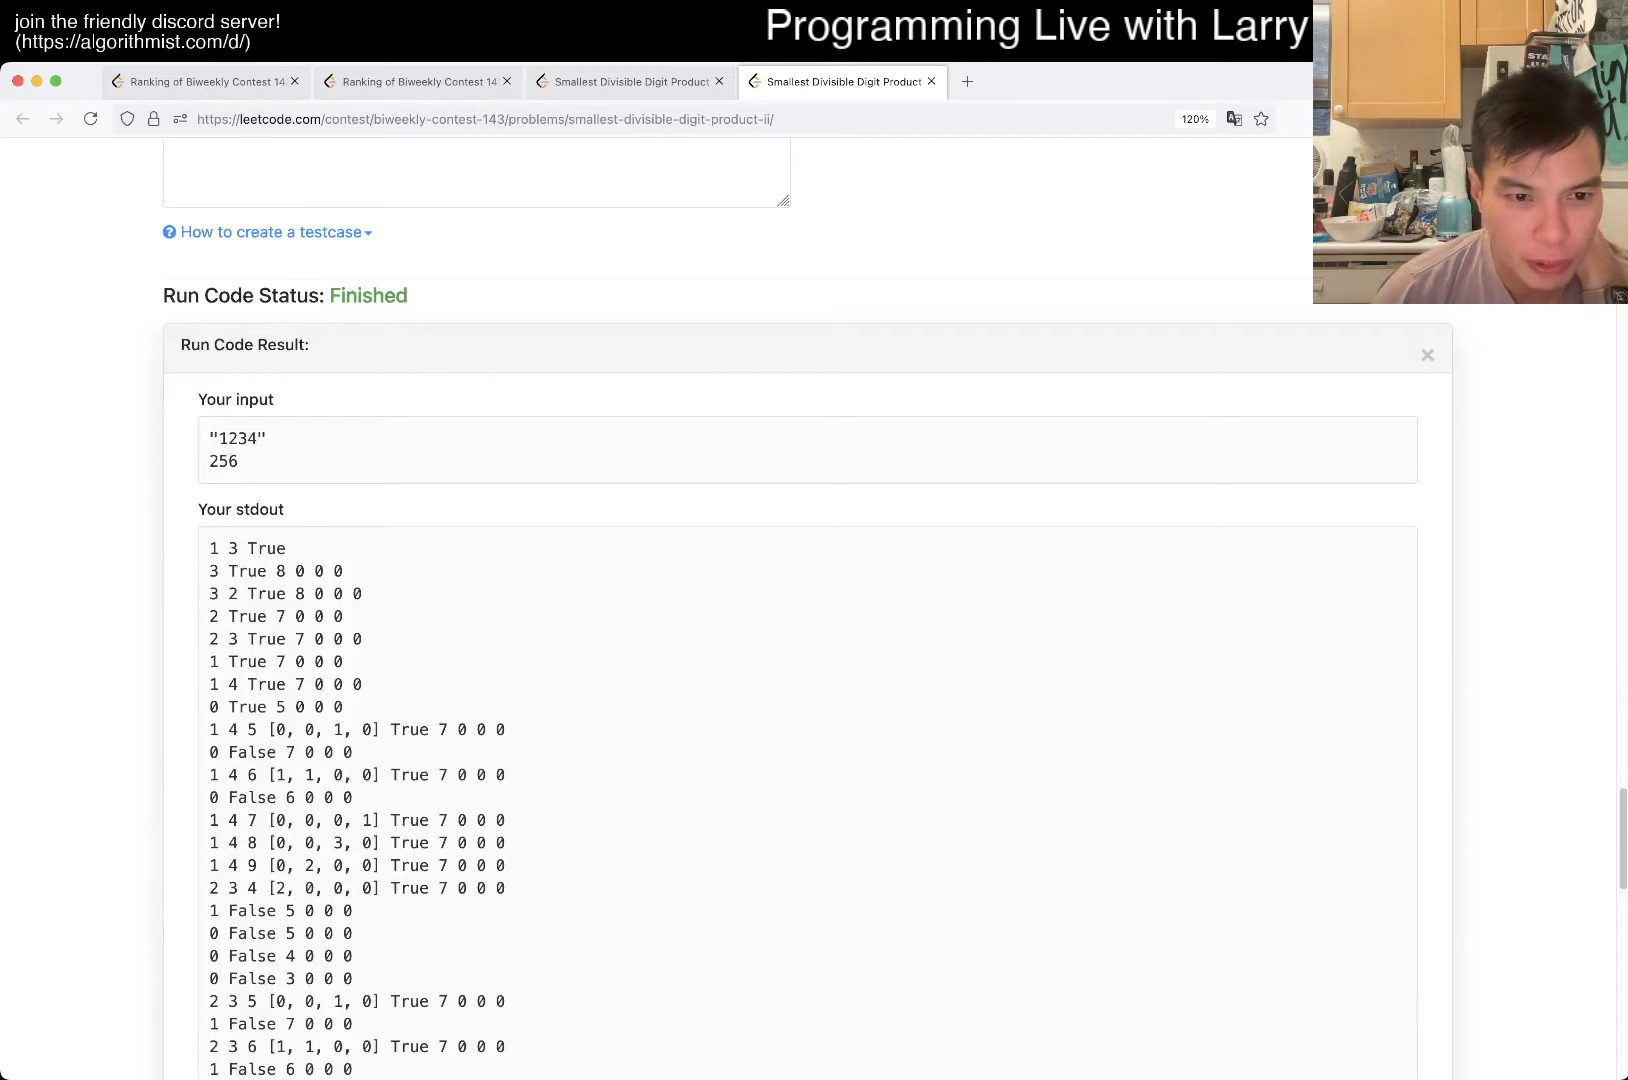 join the friendly discord server!
(https://algorithmist.com/d/)
Programming Live with Larry
Ranking of Biweekly Contest 14
Ranking of Biweekly Contest 14
Smallest Divisible Digit Product
Smallest Divisible Digit Product
https://leetcode.com/contest/biweekly-contest-143/problems/smallest-divisible-digit-product-ii/
120%
How to create a testcase
Run Code Status: Finished
Run Code Result:
Your input
"1234"
256
Your stdout
1 3 True
3 True 8 0 0 0
3 2 True 8 0 0 0
2 True 7 0 0 0
2 3 True 7 0 0 0
1 True 7 0 0 0
1 4 True 7 0 0 0
0 True 5 0 0 0
1 4 5 [0, 0, 1, 0] True 7 0 0 0
0 False 7 0 0 0
1 4 6 [1, 1, 0, 0] True 7 0 0 0
0 False 6 0 0 0
1 4 7 [0, 0, 0, 1] True 7 0 0 0
1 4 8 [0, 0, 3, 0] True 7 0 0 0
1 4 9 [0, 2, 0, 0] True 7 0 0 0
2 3 4 [2, 0, 0, 0] True 7 0 0 0
1 False 5 0 0 0
0 False 5 0 0 0
0 False 4 0 0 0
0 False 3 0 0 0
2 3 5 [0, 0, 1, 0] True 7 0 0 0
1 False 7 0 0 0
2 3 6 [1, 1, 0, 0] True 7 0 0 0
1 False 6 0 0 0